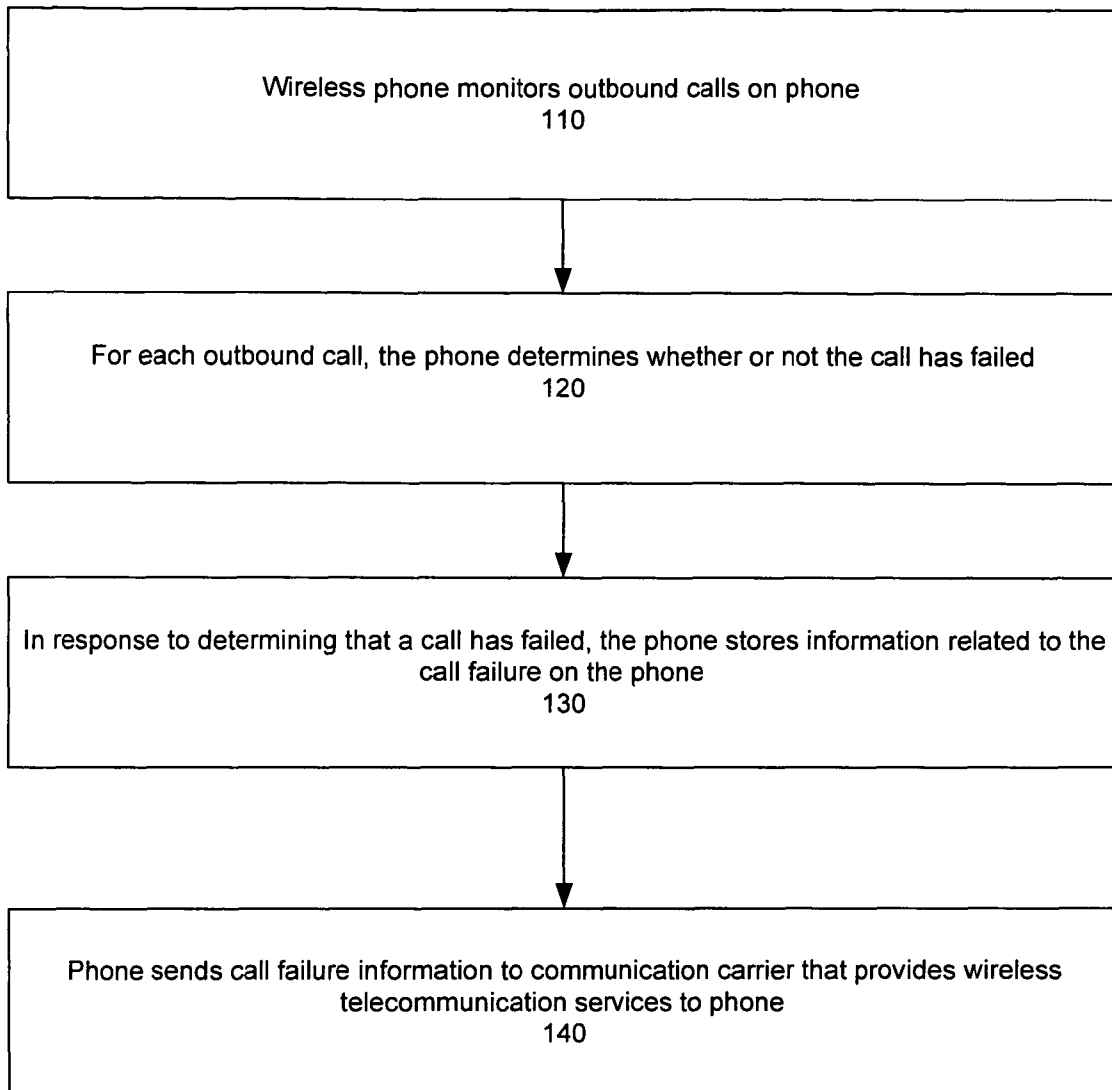 Wireless phone monitors outbound calls on phone
110
For each outbound call, the phone determines whether or not the call has failed
120
In response to determining that a call has failed, the phone stores information related to the
call failure on the phone
130
Phone sends call failure information to communication carrier that provides wireless
telecommunication services to phone
140